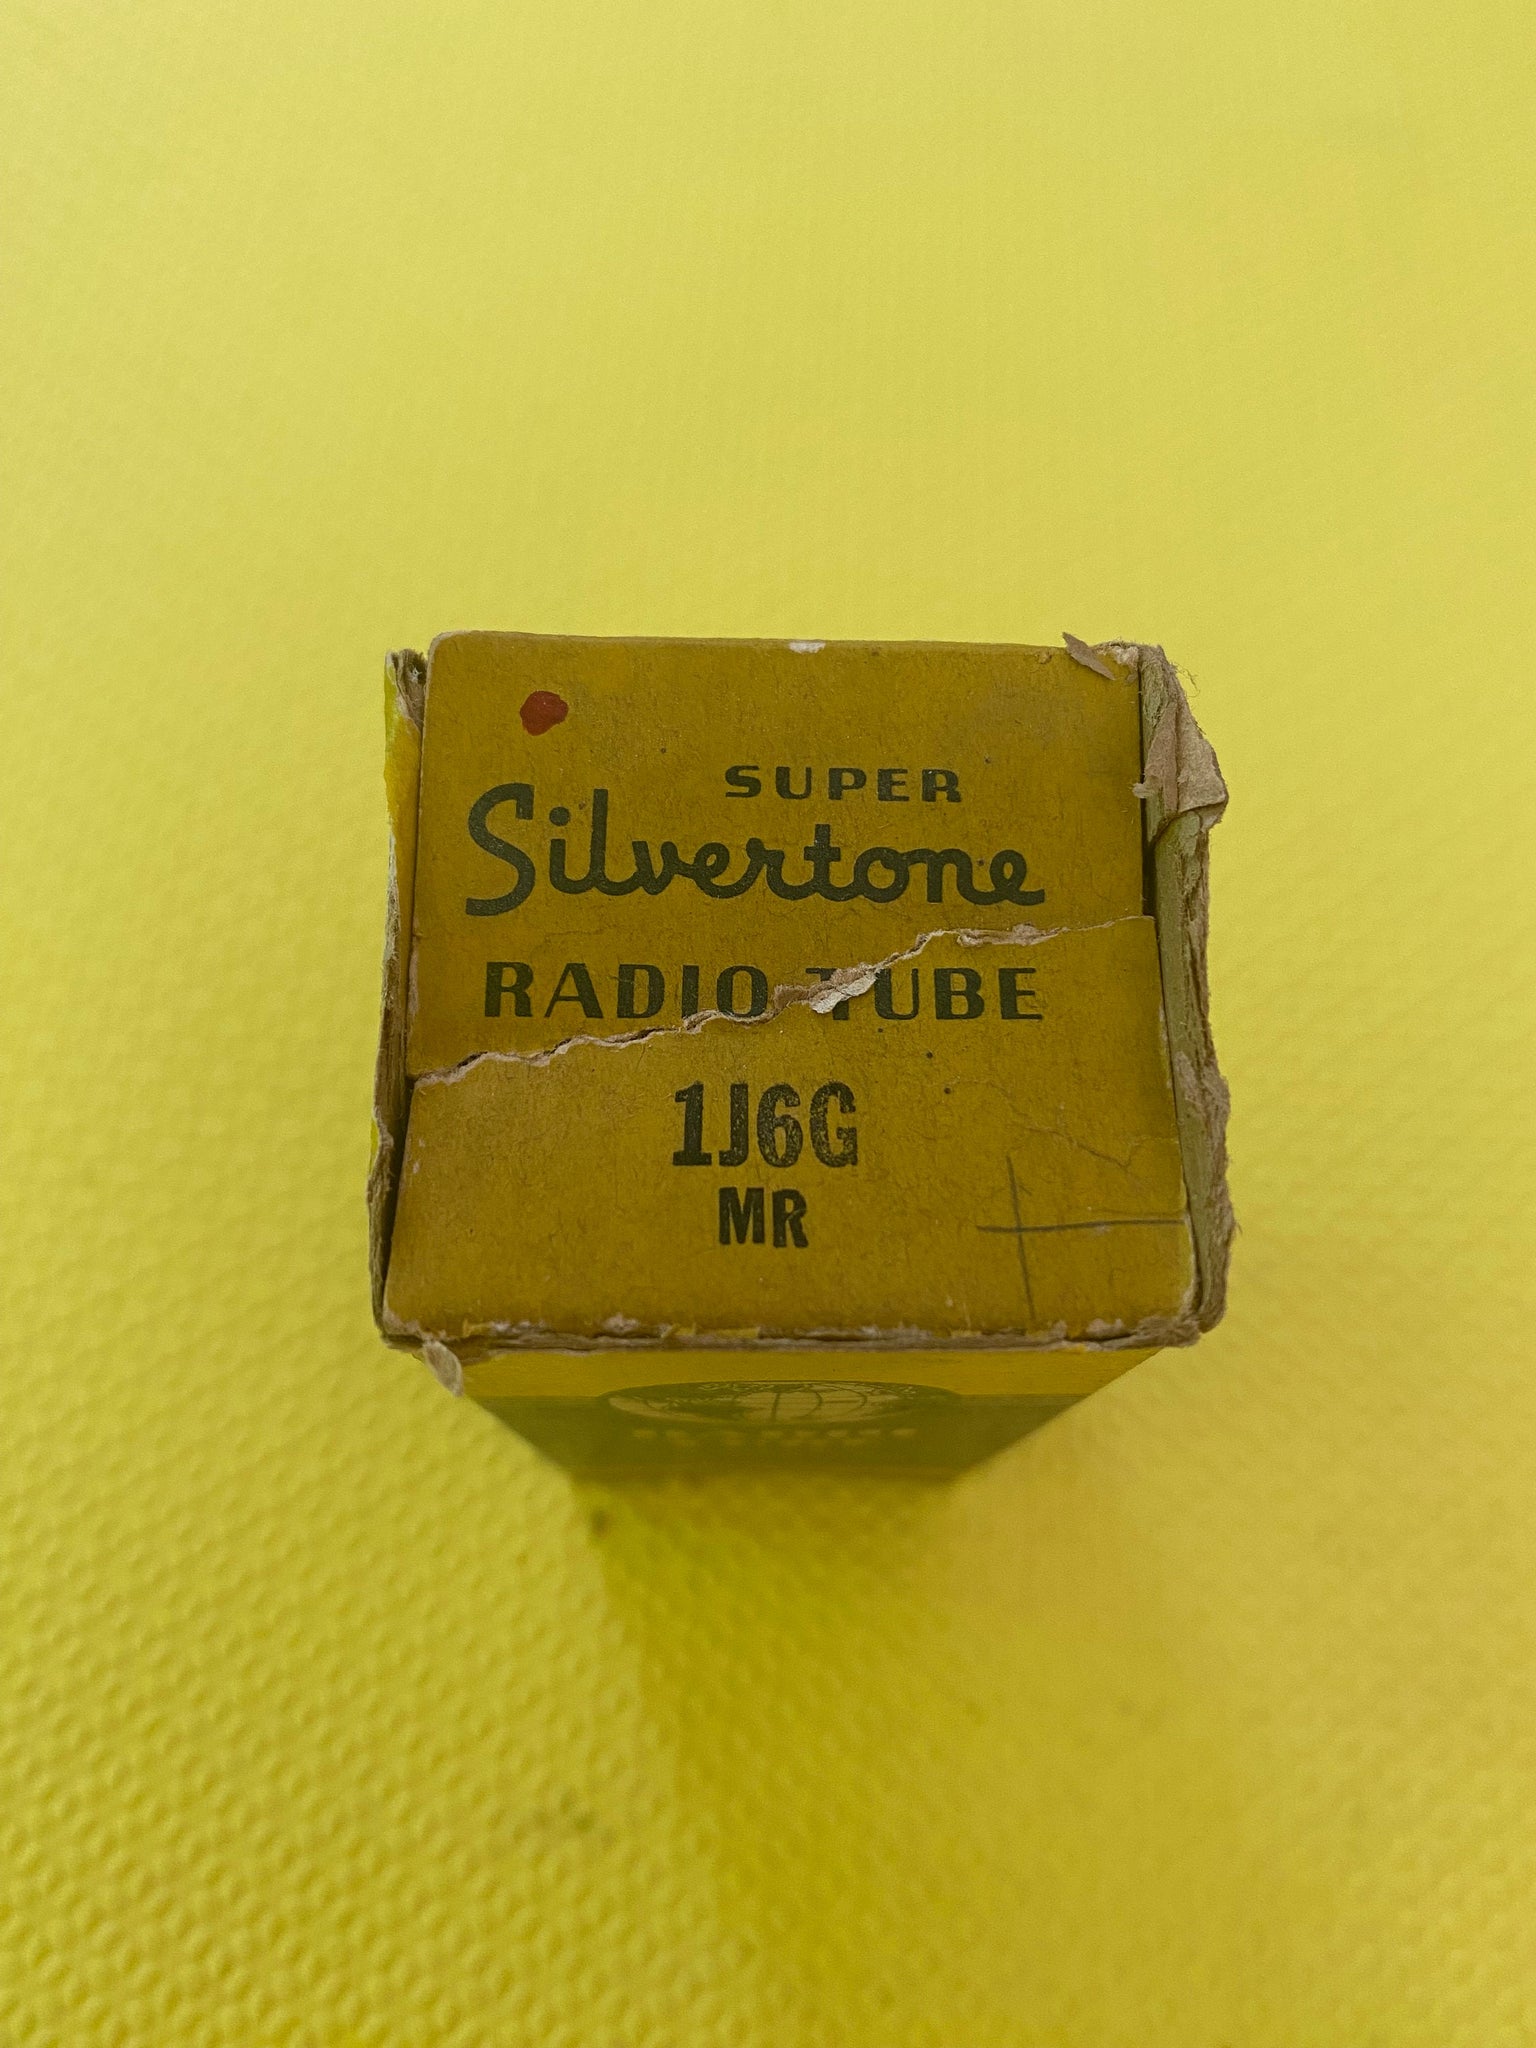 SUPER
Silvertone
RADIO TUBE
1J6G
MR